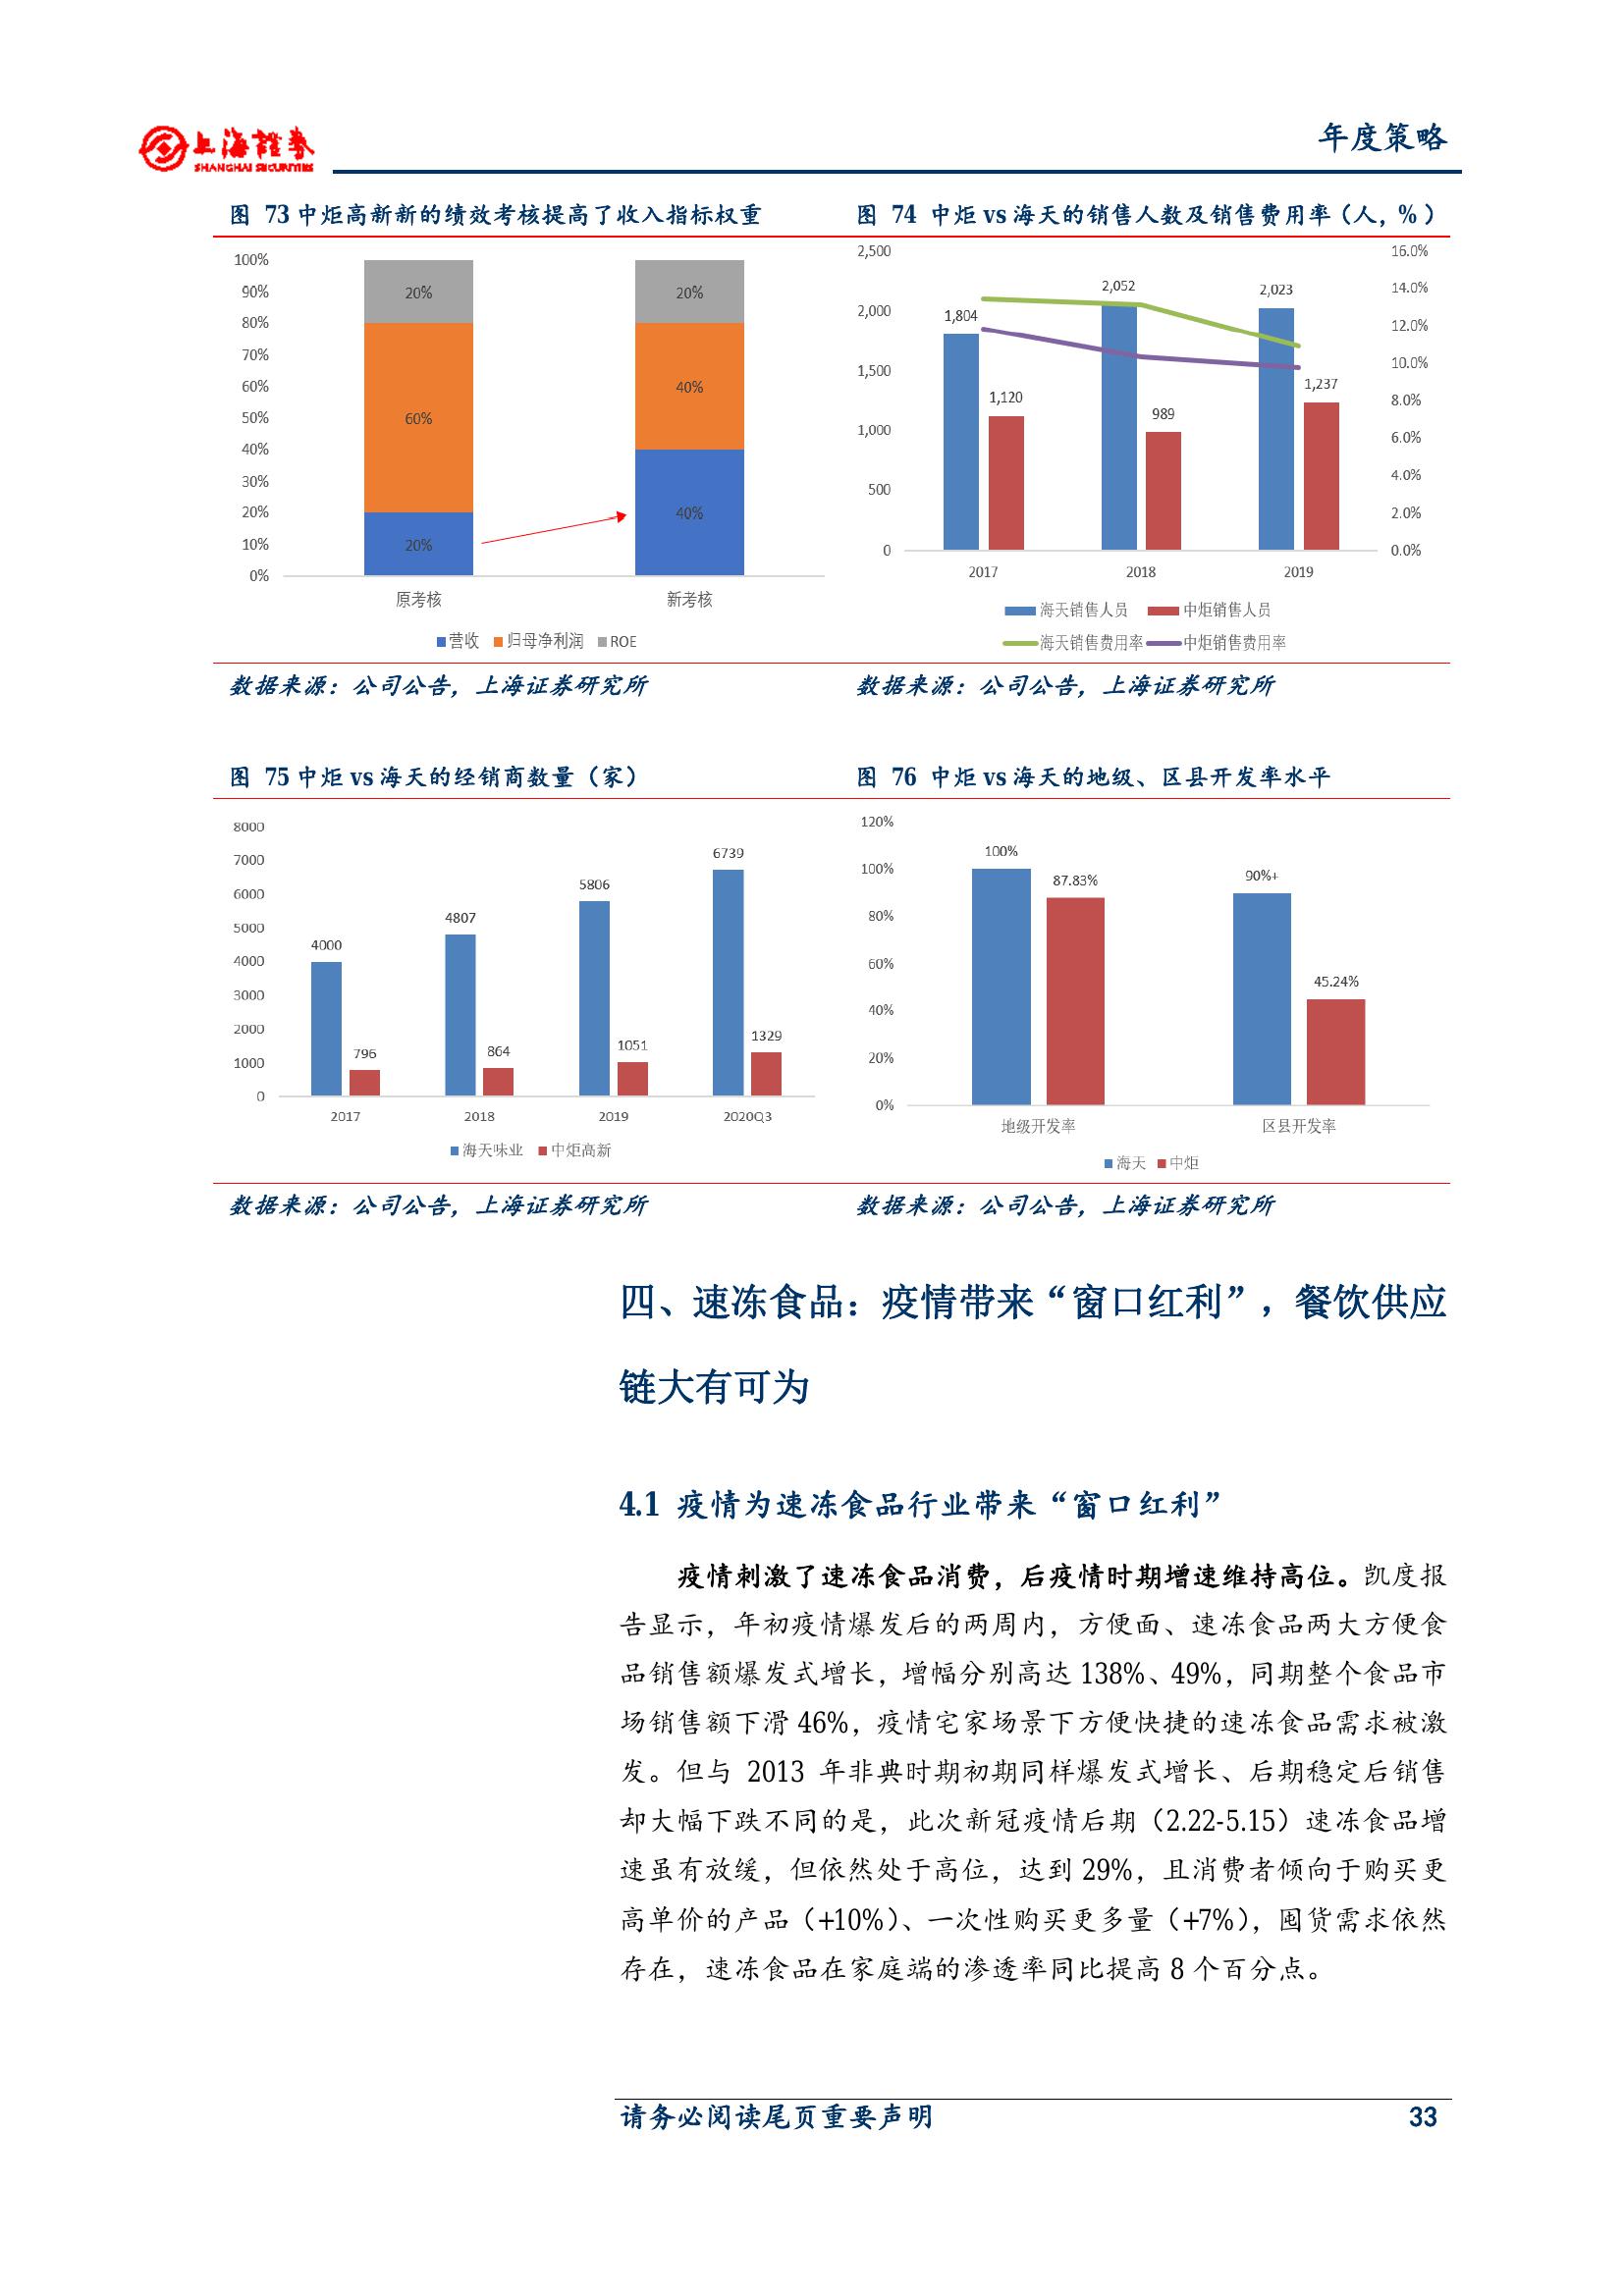 上海證券
SHANGHAI SECURITIES
年度策略
图 73 中炬高新新的绩效考核提高了收入指标权重
100%
90%
80%
70%
60%
50%
40%
30%
20%
10%
0%
20%
60%
20%
20%
40%
40%
原考核
新考核
营收 归母净利润 ROE
数据来源：公司公告，上海证券研究所
图 74 中炬 vs 海天的销售人数及销售费用率（人，%）
2,500
2,000
1,500
1,000
500
0
16.0%
14.0%
12.0%
10.0%
8.0%
6.0%
4.0%
2.0%
0.0%
1,804
1,120
2,052
989
2,023
1,237
2017
2018
2019
海天销售人员 中炬销售人员
海天销售费用率 中炬销售费用率
数据来源：公司公告，上海证券研究所
图 75 中炬 vs 海天的经销商数量（家）
8000
7000
6000
5000
4000
3000
2000
1000
0
4000
796
4807
864
5806
1051
6739
1329
2017
2018
2019
2020Q3
海天味业 中炬高新
数据来源：公司公告，上海证券研究所
图 76 中炬 vs 海天的地级、区县开发率水平
120%
100%
80%
60%
40%
20%
0%
100%
87.83%
90%+
45.24%
地级开发率
区县开发率
海天 中炬
数据来源：公司公告，上海证券研究所
四、速冻食品：疫情带来“窗口红利”，餐饮供应
链大有可为
4.1 疫情为速冻食品行业带来“窗口红利”
疫情刺激了速冻食品消费，后疫情时期增速维持高位。凯度报
告显示，年初疫情爆发后的两周内，方便面、速冻食品两大方便食
品销售额爆发式增长，增幅分别高达 138%、49%，同期整个食品市
场销售额下滑 46%，疫情宅家场景下方便快捷的速冻食品需求被激
发。但与 2013 年非典时期初期同样爆发式增长、后期稳定后销售
却大幅下跌不同的是，此次新冠疫情后期（2.22-5.15）速冻食品增
速虽有放缓，但依然处于高位，达到 29%，且消费者倾向于购买更
高单价的产品（+10%）、一次性购买更多量（+7%），囤货需求依然
存在，速冻食品在家庭端的渗透率同比提高 8 个百分点。
请务必阅读尾页重要声明
33